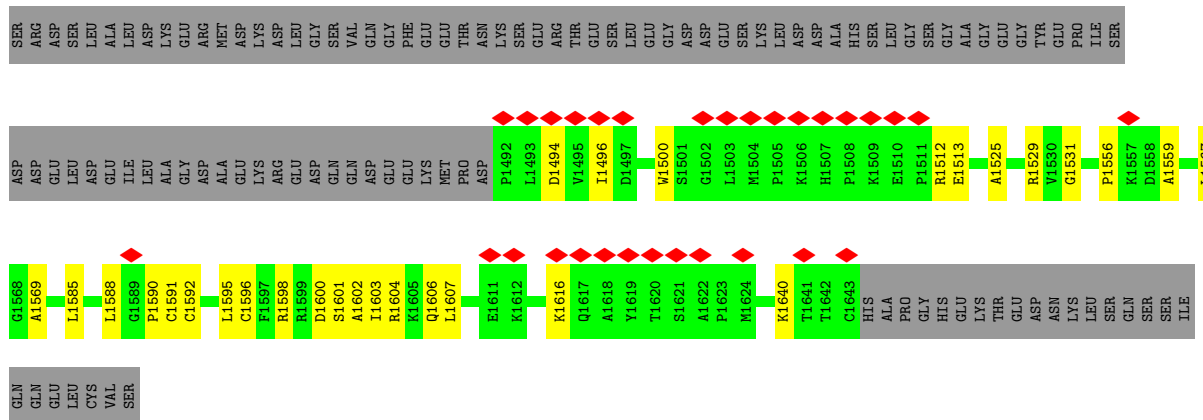 SER ARG ASP SER LEU ALA LEU ASP LYS GLU ARG MET ASP LYS ASP LEU GLY SER VAL GLN GLY PHE GLU GLU THR ASN LYS SER GLU ARG THR GLU SER LEU GLU GLY ASP ASP GLU SER LYS LEU ASP ASP ALA HIS SER LEU GLY SER GLY ALA GLY GLU GLY TYR GLU PRO ILE SER
ASP ASP GLU LEU ASP GLU ILE LEU ALA GLY ASP ALA GLU LYS ARG GLU ASP GLN GLN ASP GLU GLU LYS MET PRO ASP P1492 L1493 D1494 V1495 I1496 D1497 W1500 S1501 G1502 L1503 M1504 P1505 K1506 H1507 P1508 K1509 E1510 P1511 R1512 E1513 A1525 R1529 V1530 G1531 P1556 K1557 D1558 A1559
G1568 A1569 L1585 L1588 G1589 P1590 C1591 C1592 L1595 C1596 F1597 R1598 R1599 D1600 S1601 A1602 I1603 R1604 K1605 Q1606 L1607 E1611 K1612 K1616 Q1617 A1618 Y1619 T1620 S1621 A1622 P1623 M1624 K1640 T1641 T1642 C1643 HIS ALA PRO GLY HIS GLU LYS THR GLU ASP ASN LYS LEU SER GLN SER SER ILE
GLN GLN GLU LEU CYS VAL SER